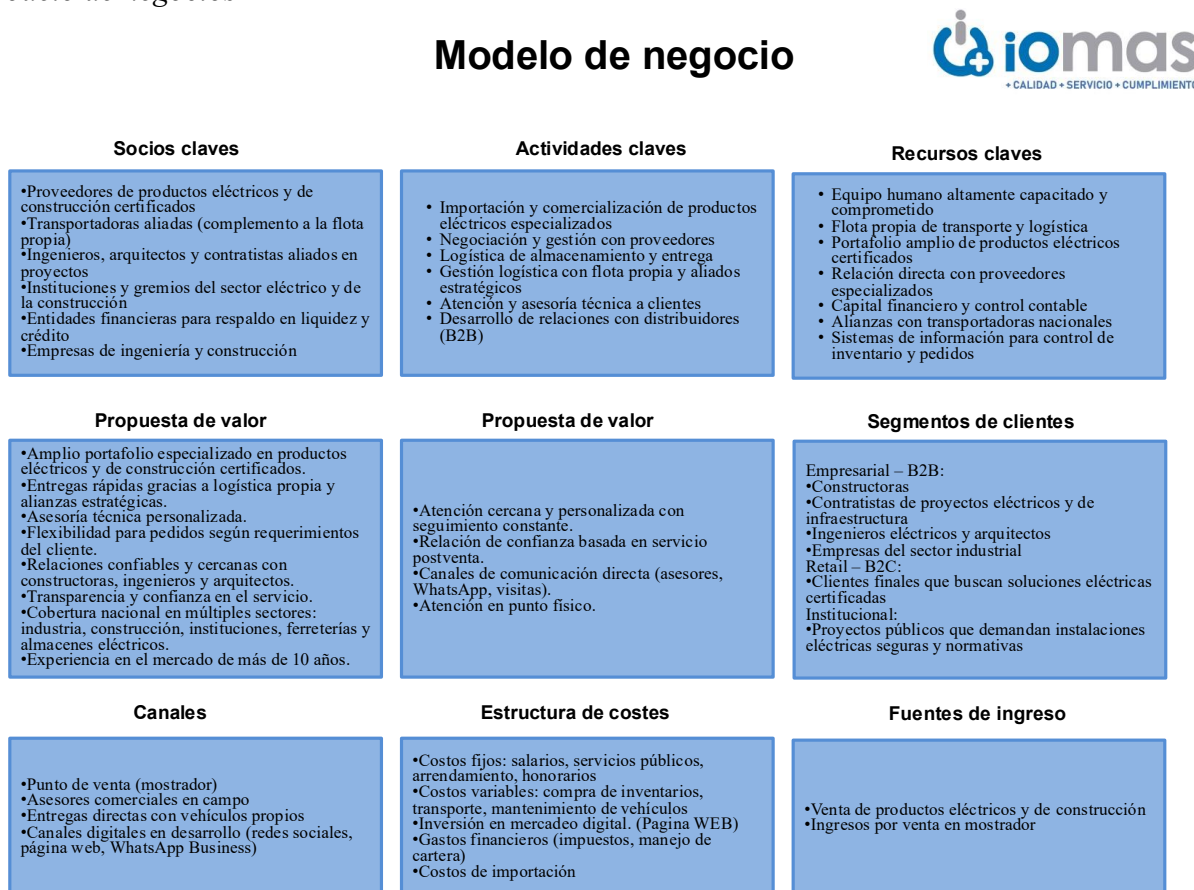 Modelo de negocio
iomas
+ CALIDAD + SERVICIO + CUMPLIMIENTO
Socios claves
•Proveedores de productos eléctricos y de
construcción certificados
•Transportadoras aliadas (complemento a la flota
propia)
•Ingenieros, arquitectos y contratistas aliados en
proyectos
•Instituciones y gremios del sector eléctrico y de
la construcción
•Entidades financieras para respaldo en liquidez y
crédito
•Empresas de ingeniería y construcción
Actividades claves
• Importación y comercialización de productos
eléctricos especializados
• Negociación y gestión con proveedores
• Logística de almacenamiento y entrega
• Gestión logística con flota propia y aliados
estratégicos
• Atención y asesoría técnica a clientes
• Desarrollo de relaciones con distribuidores
(B2B)
Recursos claves
• Equipo humano altamente capacitado y
comprometido
• Flota propia de transporte y logística
• Portafolio amplio de productos eléctricos
certificados
• Relación directa con proveedores
especializados
• Capital financiero y control contable
• Alianzas con transportadoras nacionales
• Sistemas de información para control de
inventario y pedidos
Propuesta de valor
•Amplio portafolio especializado en productos
eléctricos y de construcción certificados.
•Entregas rápidas gracias a logística propia y
alianzas estratégicas.
•Asesoría técnica personalizada.
•Flexibilidad para pedidos según requerimientos
del cliente.
•Relaciones confiables y cercanas con
constructoras, ingenieros y arquitectos.
•Transparencia y confianza en el servicio.
•Cobertura nacional en múltiples sectores:
industria, construcción, instituciones, ferreterías y
almacenes eléctricos.
•Experiencia en el mercado de más de 10 años.
Propuesta de valor
•Atención cercana y personalizada con
seguimiento constante.
•Relación de confianza basada en servicio
postventa.
•Canales de comunicación directa (asesores,
WhatsApp, visitas).
•Atención en punto físico.
Segmentos de clientes
Empresarial – B2B:
•Constructoras
•Contratistas de proyectos eléctricos y de
infraestructura
•Ingenieros eléctricos y arquitectos
•Empresas del sector industrial
Retail – B2C:
•Clientes finales que buscan soluciones eléctricas
certificadas
Institucional:
•Proyectos públicos que demandan instalaciones
eléctricas seguras y normativas
Canales
•Punto de venta (mostrador)
•Asesores comerciales en campo
•Entregas directas con vehículos propios
•Canales digitales en desarrollo (redes sociales,
página web, WhatsApp Business)
Estructura de costes
•Costos fijos: salarios, servicios públicos,
arrendamiento, honorarios
•Costos variables: compra de inventarios,
transporte, mantenimiento de vehículos
•Inversión en mercadeo digital. (Pagina WEB)
•Gastos financieros (impuestos, manejo de
cartera)
•Costos de importación
Fuentes de ingreso
•Venta de productos eléctricos y de construcción
•Ingresos por venta en mostrador